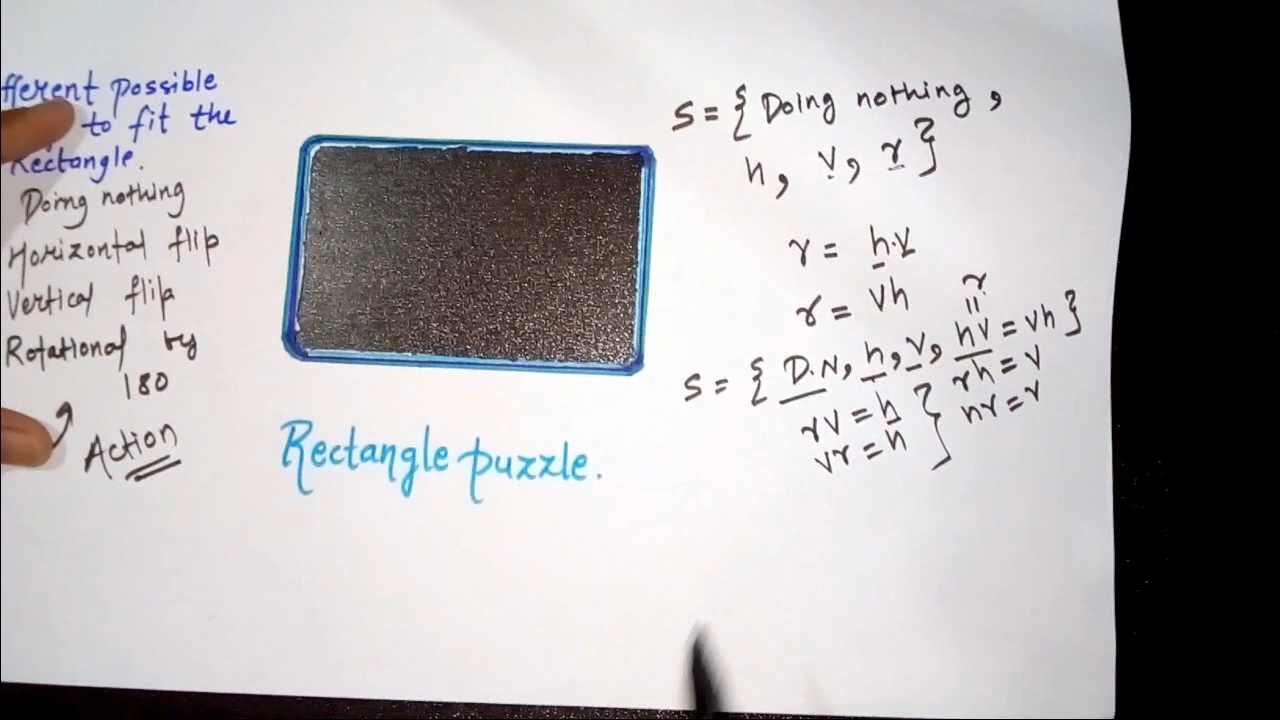 fferent possible
to fit the
Rectangle.
Doing nothing
Horizontal flip
Vertical flip
Rotational by
180
Action
Rectangle puzzle.
S = { Doing nothing,
h, v, r }
r = h.v
r = vh
r
||
S = { D.N, h, v, hv = vh }
rv = h } rh = v
vr = h hr = r